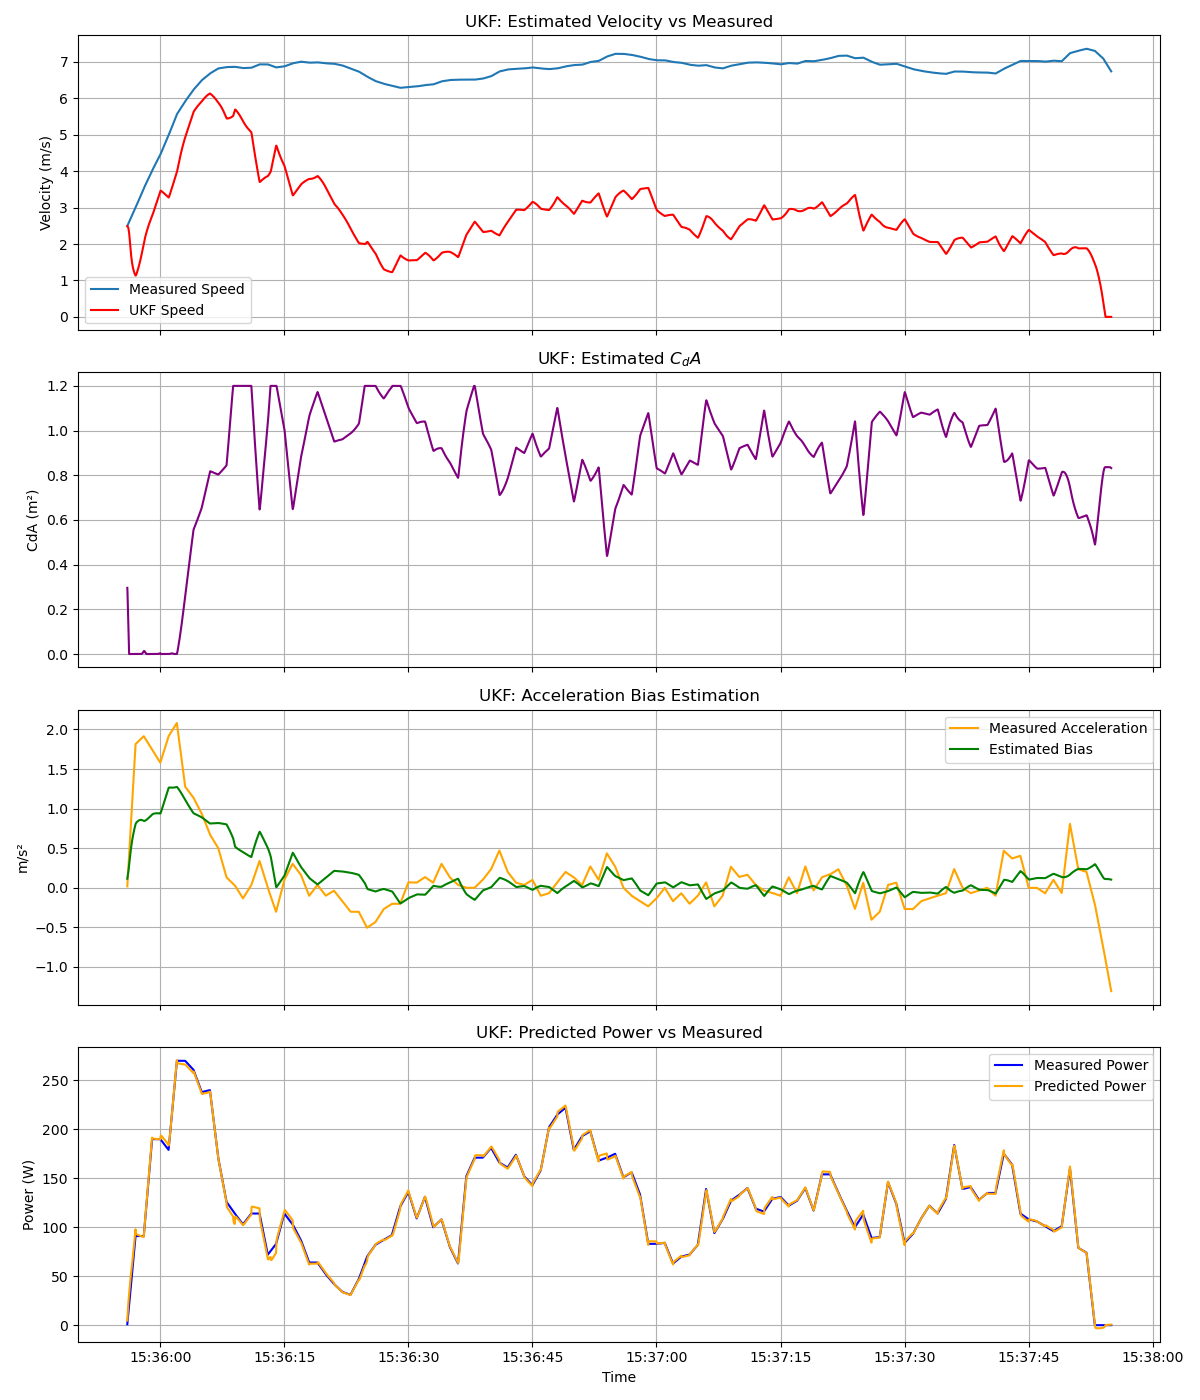 UKF: Estimated Velocity vs Measured
7
6
5
4
3
2
1
0
Velocity (m/s)
Measured Speed
UKF Speed
UKF: Estimated CdA
1.2
1.0
0.8
0.6
0.4
0.2
0.0
CdA (m²)
UKF: Acceleration Bias Estimation
2.0
1.5
1.0
0.5
0.0
−0.5
−1.0
m/s²
Measured Acceleration
Estimated Bias
UKF: Predicted Power vs Measured
250
200
150
100
50
0
Power (W)
Measured Power
Predicted Power
15:36:00 15:36:15 15:36:30 15:36:45 15:37:00 15:37:15 15:37:30 15:37:45 15:38:00
Time